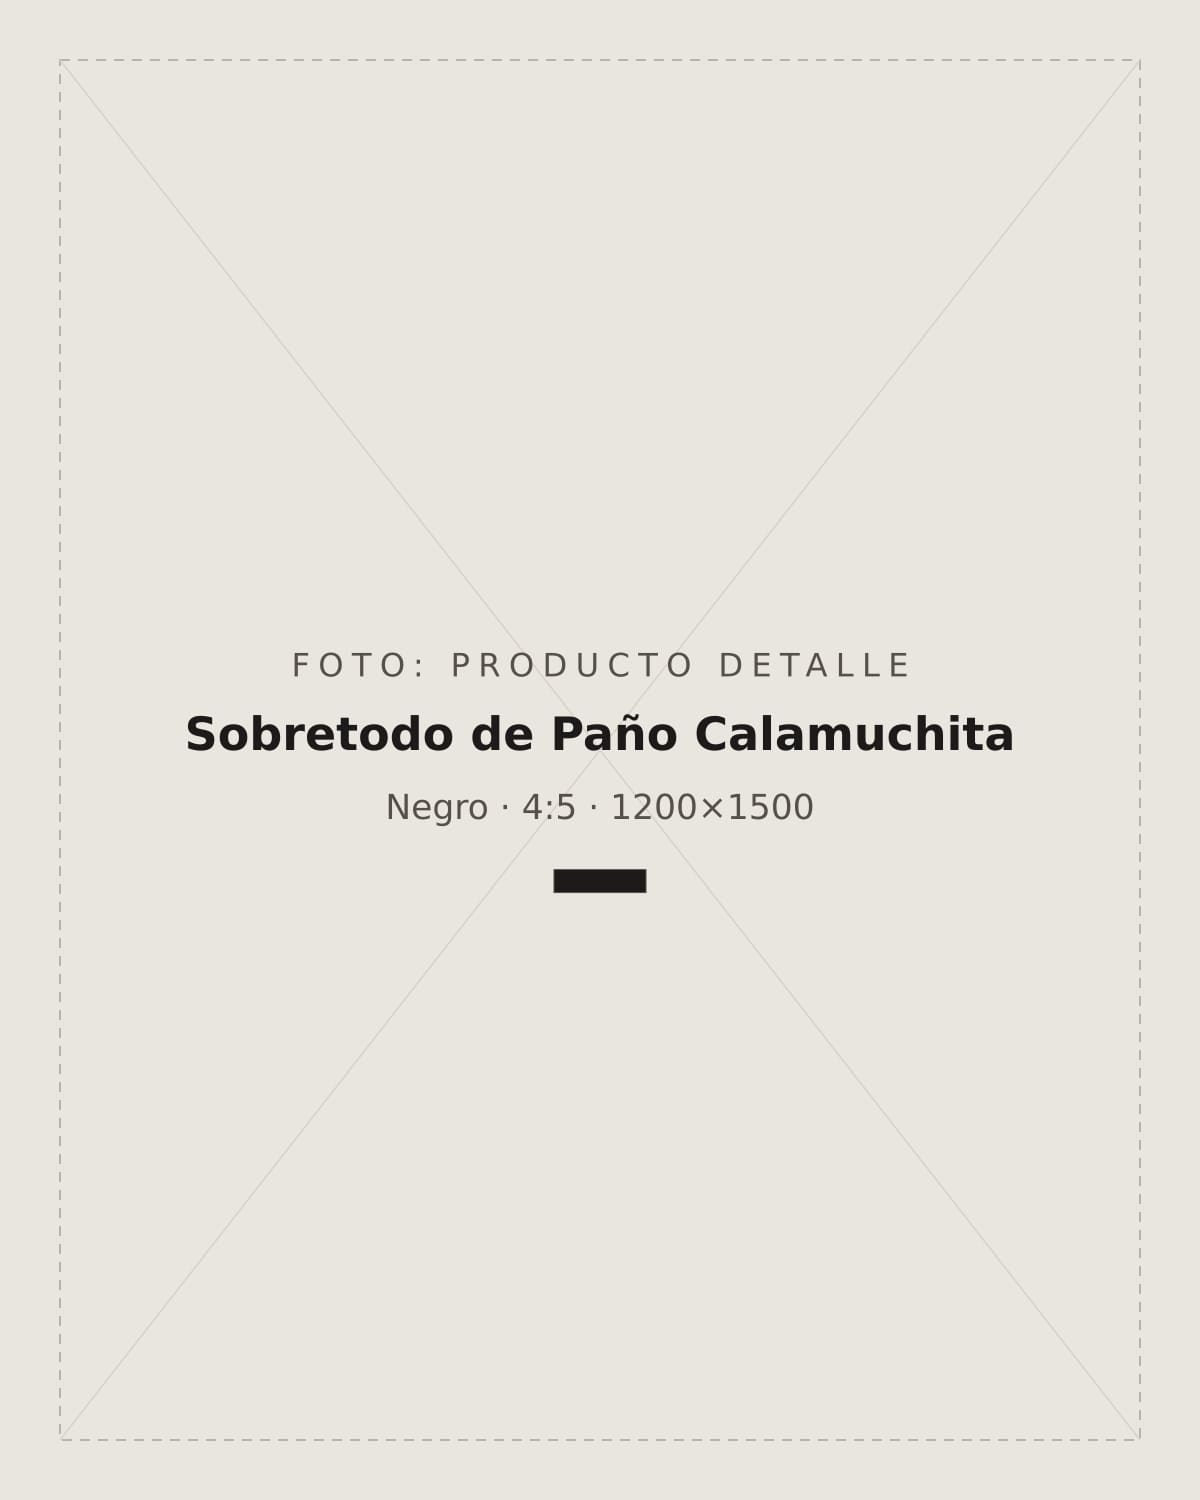 FOTO: PRODUCTO DETALLE
Sobretodo de Paño Calamuchita
Negro · 4:5 · 1200×1500